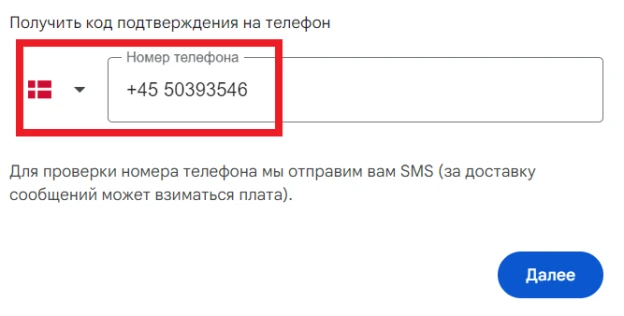 Получить код подтверждения на телефон
Номер телефона
+45 50393546
Для проверки номера телефона мы отправим вам SMS (за доставку
сообщений может взиматься плата).
Далее